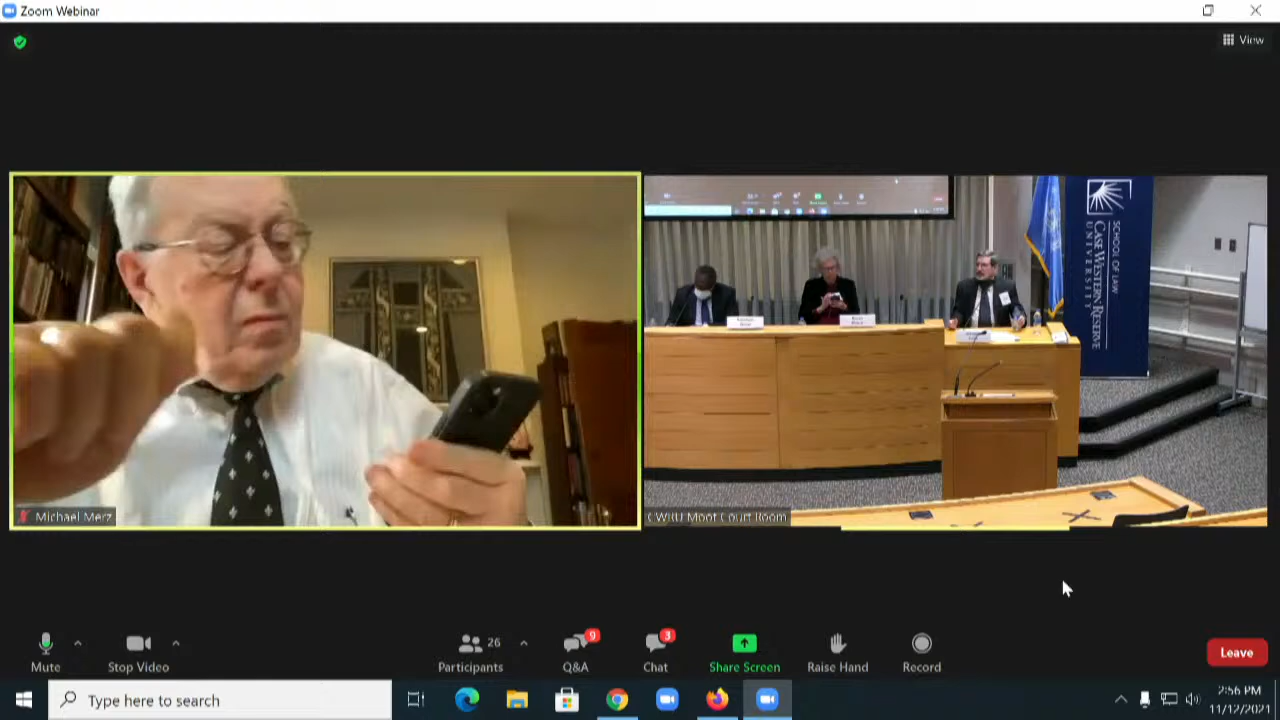 Zoom Webinar
View
SCHOOL OF LAW
CASE WESTERN RESERVE
UNIVERSITY
Michael Merz
CWRU Moot Court Room
Mute
Stop Video
26
Participants
9
Q&A
3
Chat
Share Screen
Raise Hand
Record
Leave
Type here to search
2:56 PM
11/12/2021